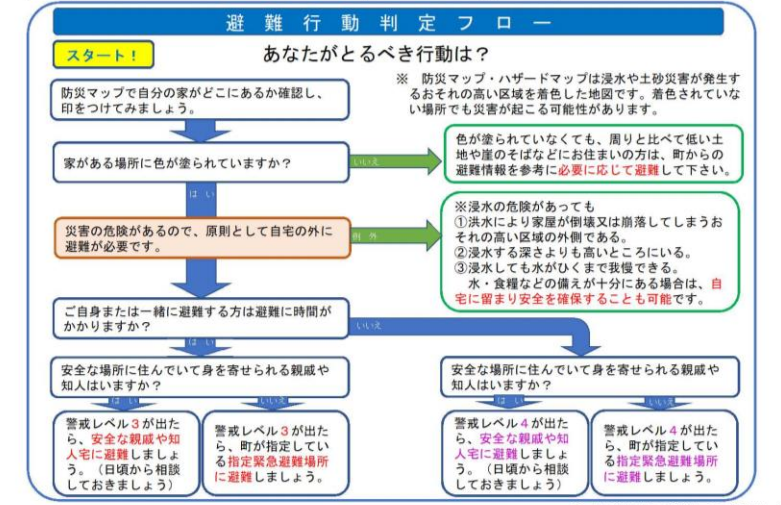 避難行動判定フロー
スタート！
あなたがとるべき行動は？
※　防災マップ・ハザードマップは浸水や土砂災害が発生す
るおそれの高い区域を着色した地図です。着色されていな
い場所でも災害が起こる可能性があります。
防災マップで自分の家がどこにあるか確認し、
印をつけてみましょう。
家がある場所に色が塗られていますか？
いいえ
色が塗られていなくても、周りと比べて低い土
地や崖のそばなどにお住まいの方は、町からの
避難情報を参考に必要に応じて避難して下さい。
はい
災害の危険があるので、原則として自宅の外に
避難が必要です。
例外
※浸水の危険があっても
①洪水により家屋が倒壊又は崩落してしまうお
それの高い区域の外側である。
②浸水する深さよりも高いところにいる。
③浸水しても水がひくまで我慢できる。
　水・食糧などの備えが十分にある場合は、自
宅に留まり安全を確保することも可能です。
ご自身または一緒に避難する方は避難に時間が
かかりますか？
いいえ
はい
安全な場所に住んでいて身を寄せられる親戚や
知人はいますか？
はい
いいえ
警戒レベル３が出た
ら、安全な親戚や知
人宅に避難しましょ
う。（日頃から相談
しておきましょう）
警戒レベル３が出た
ら、町が指定してい
る指定緊急避難場所
に避難しましょう。
安全な場所に住んでいて身を寄せられる親戚や
知人はいますか？
はい
いいえ
警戒レベル４が出た
ら、安全な親戚や知
人宅に避難しましょ
う。（日頃から相談
しておきましょう）
警戒レベル４が出た
ら、町が指定してい
る指定緊急避難場所
に避難しましょう。